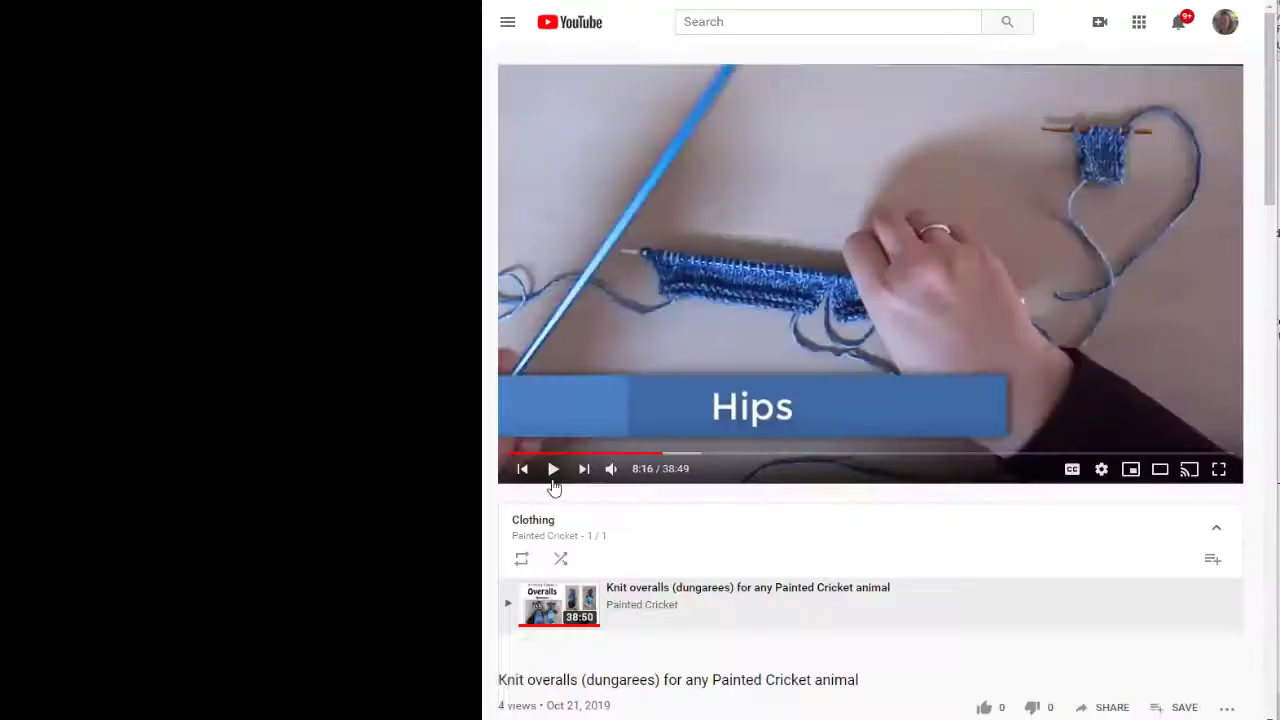 YouTube
Search
9+
Hips
8:16 / 38:49
CC
Clothing
Painted Cricket - 1 / 1
Overalls
38:50
Knit overalls (dungarees) for any Painted Cricket animal
Painted Cricket
Knit overalls (dungarees) for any Painted Cricket animal
4 views • Oct 21, 2019
0
0
SHARE
SAVE